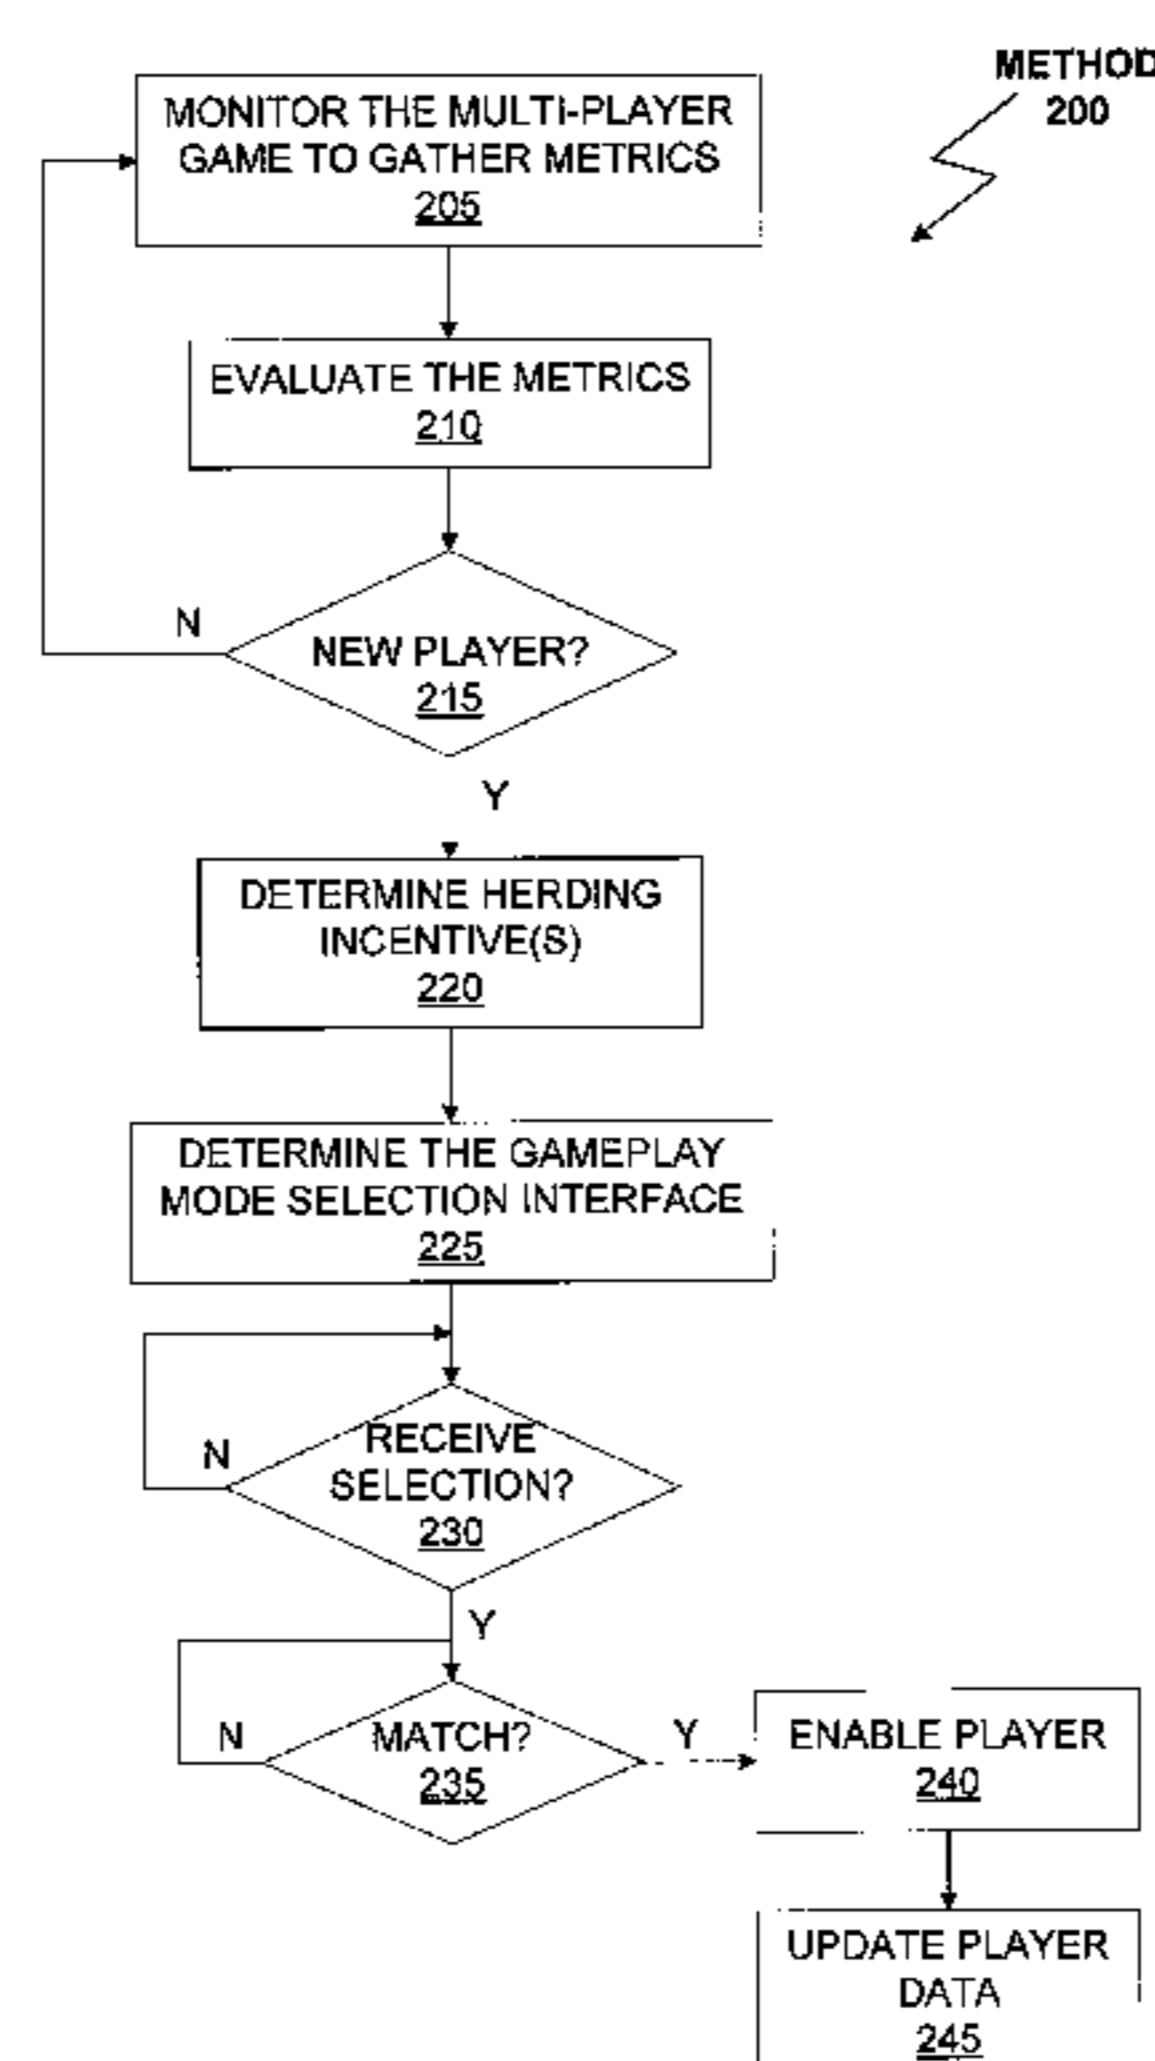 METHOD
200
MONITOR THE MULTI-PLAYER
GAME TO GATHER METRICS
205
EVALUATE THE METRICS
210
N
NEW PLAYER?
215
Y
DETERMINE HERDING
INCENTIVE(S)
220
DETERMINE THE GAMEPLAY
MODE SELECTION INTERFACE
225
N
RECEIVE
SELECTION?
230
Y
N
MATCH?
235
Y
ENABLE PLAYER
240
UPDATE PLAYER
DATA
245